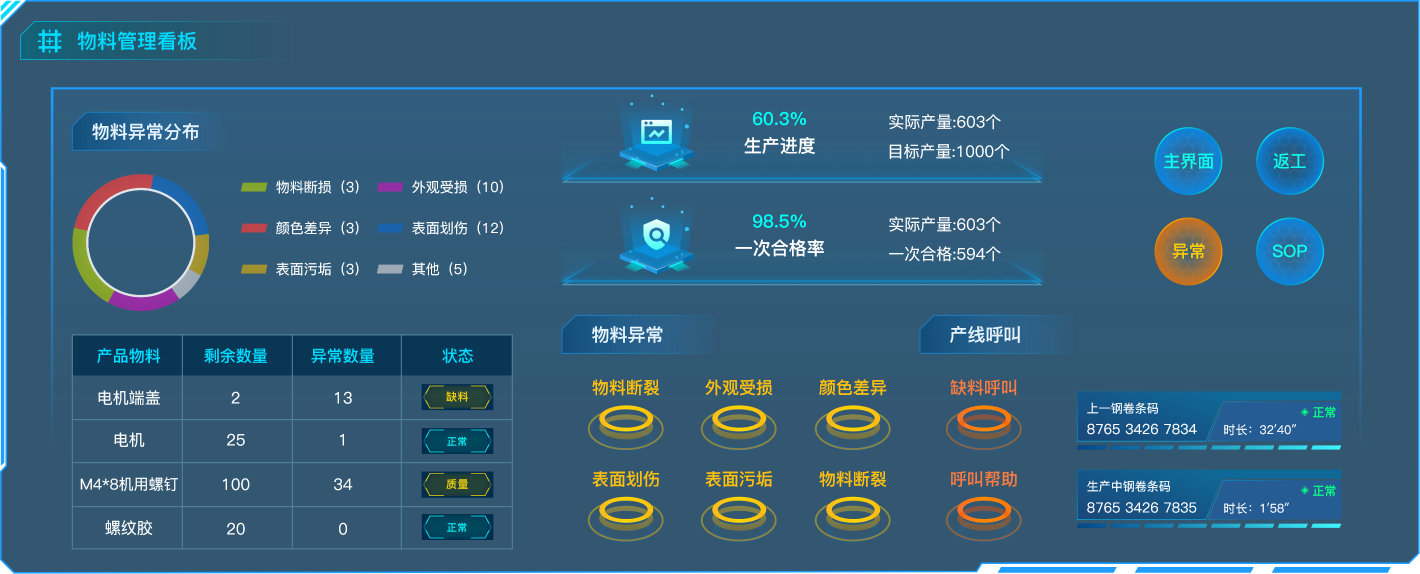 物料管理看板
物料异常分布
物料断损（3） 外观受损（10）
颜色差异（3） 表面划伤（12）
表面污垢（3） 其他（5）
60.3%
生产进度
实际产量:603个
目标产量:1000个
98.5%
一次合格率
实际产量:603个
一次合格:594个
主界面 返工
异常 SOP
产品物料 剩余数量 异常数量 状态
电机端盖 2 13 缺料
电机 25 1 正常
M4*8机用螺钉 100 34 质量
螺纹胶 20 0 正常
物料异常
物料断裂 外观受损 颜色差异
表面划伤 表面污垢 物料断裂
产线呼叫
缺料呼叫
呼叫帮助
上一钢卷条码
8765 3426 7834
正常
时长：32′40″
生产中钢卷条码
8765 3426 7835
正常
时长：1′58″